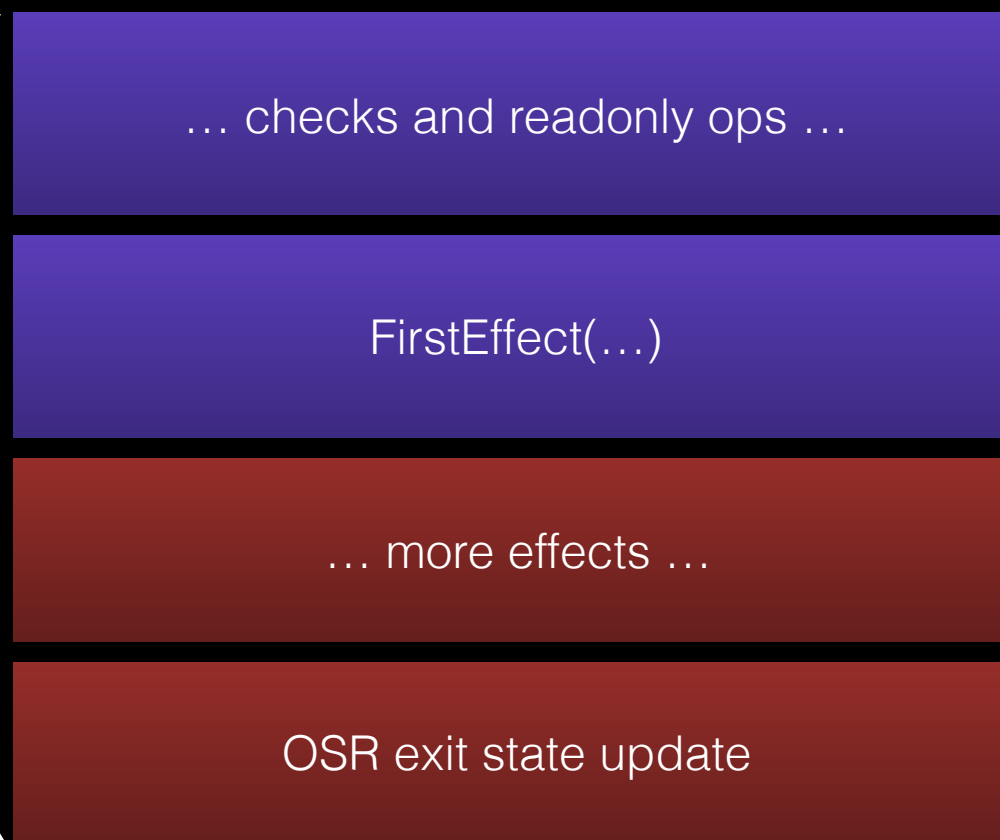 … checks and readonly ops …
FirstEffect(…)
… more effects …
OSR exit state update